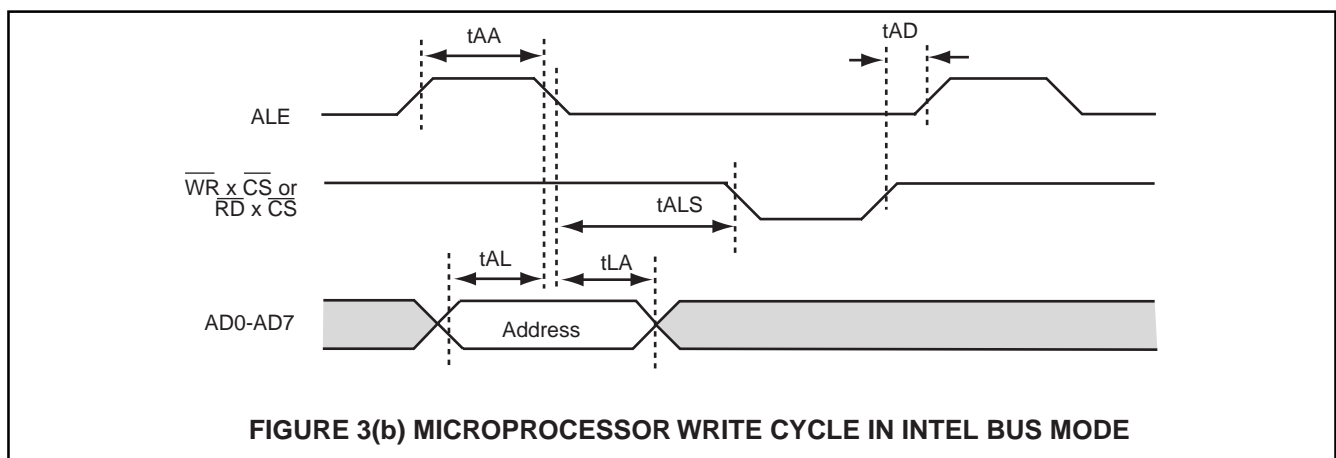 tAA
tAD
ALE
WR x CS or
RD x CS
tALS
tAL
tLA
AD0-AD7
Address
FIGURE 3(b) MICROPROCESSOR WRITE CYCLE IN INTEL BUS MODE